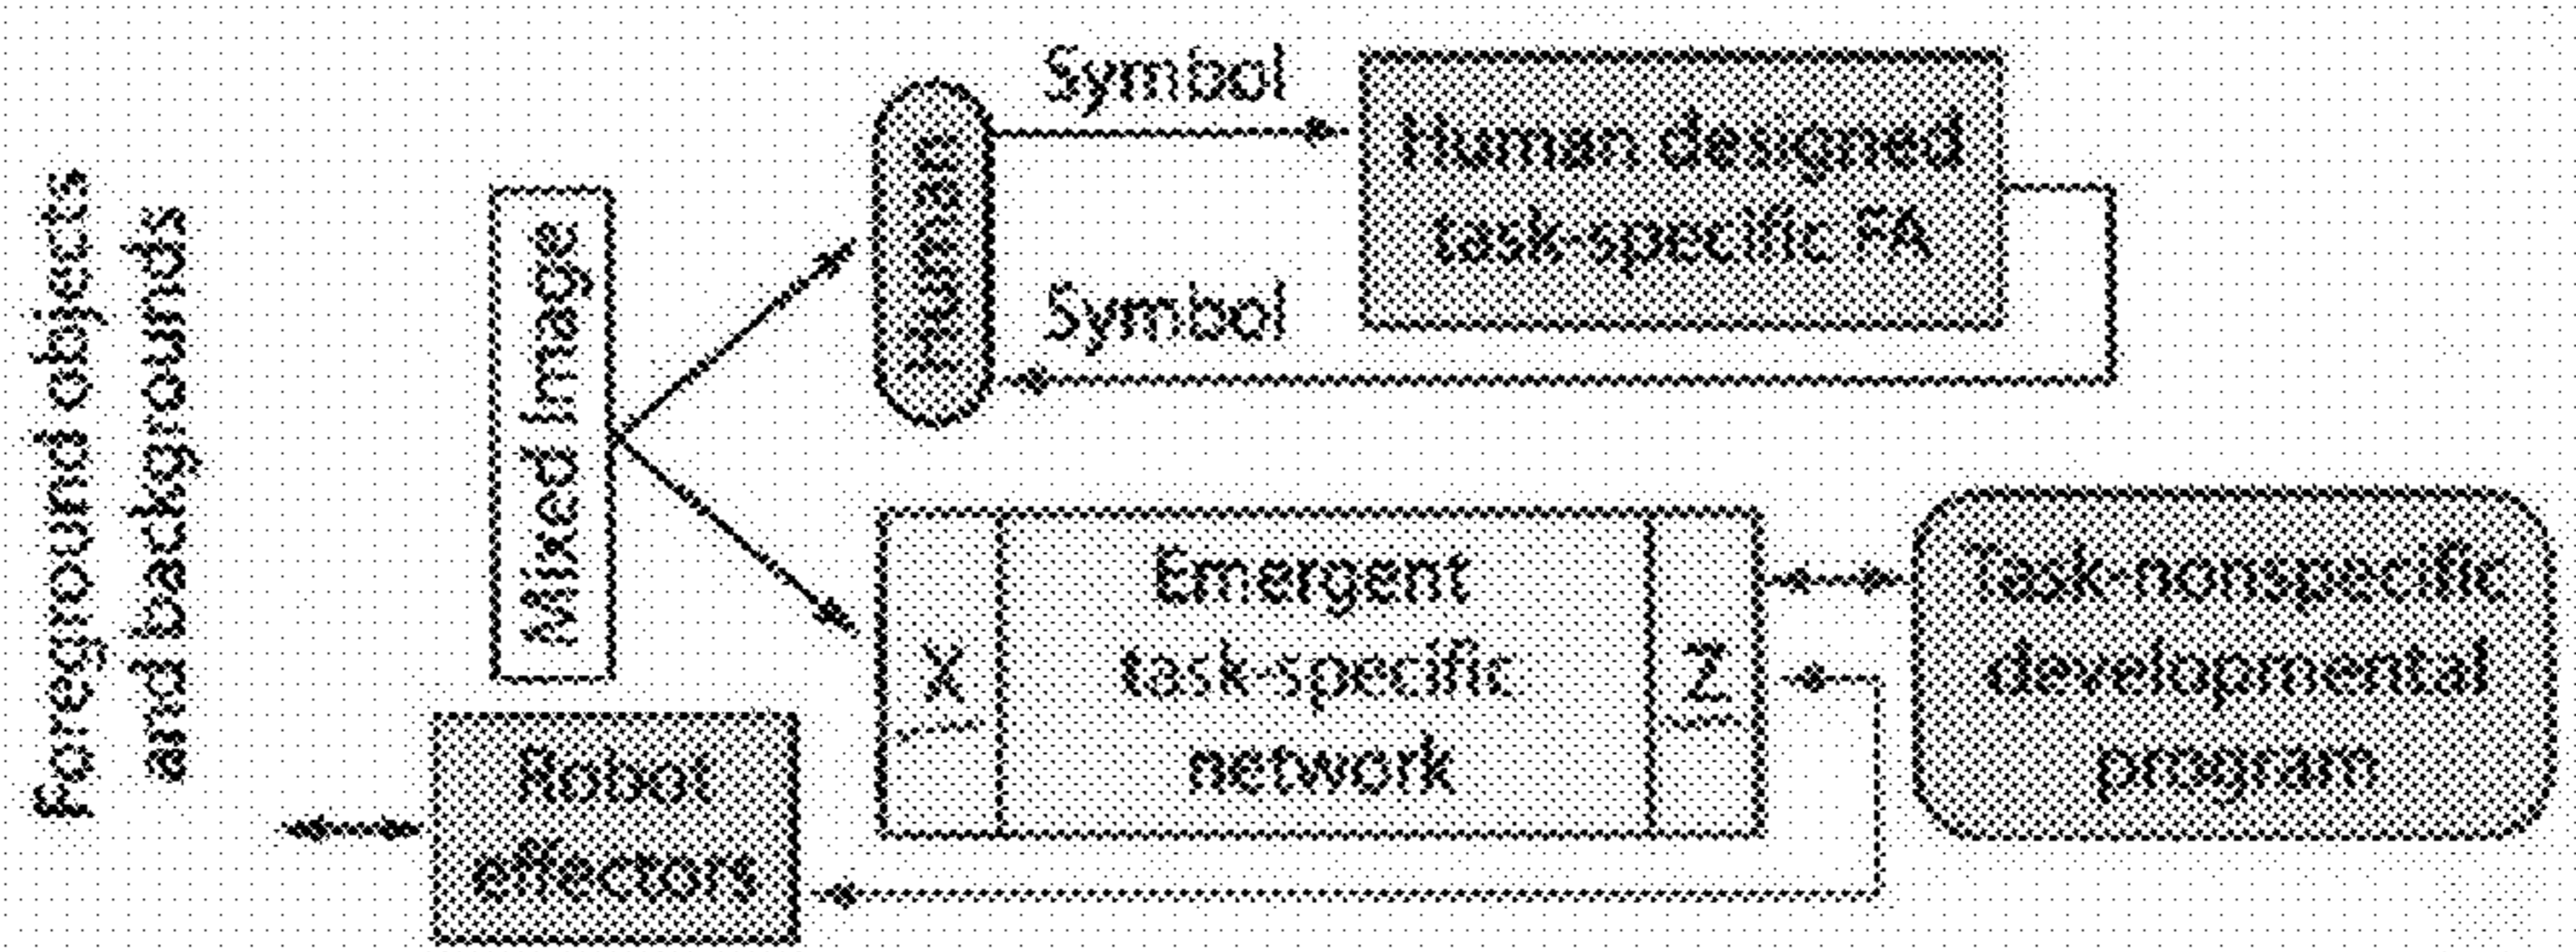 Foreground objects
and backgrounds
Mixed Image
Human
Symbol
Symbol
Human designed
task-specific FA
X
Emergent
task-specific
network
Z
Task-nonspecific
developmental
program
Robot
effectors